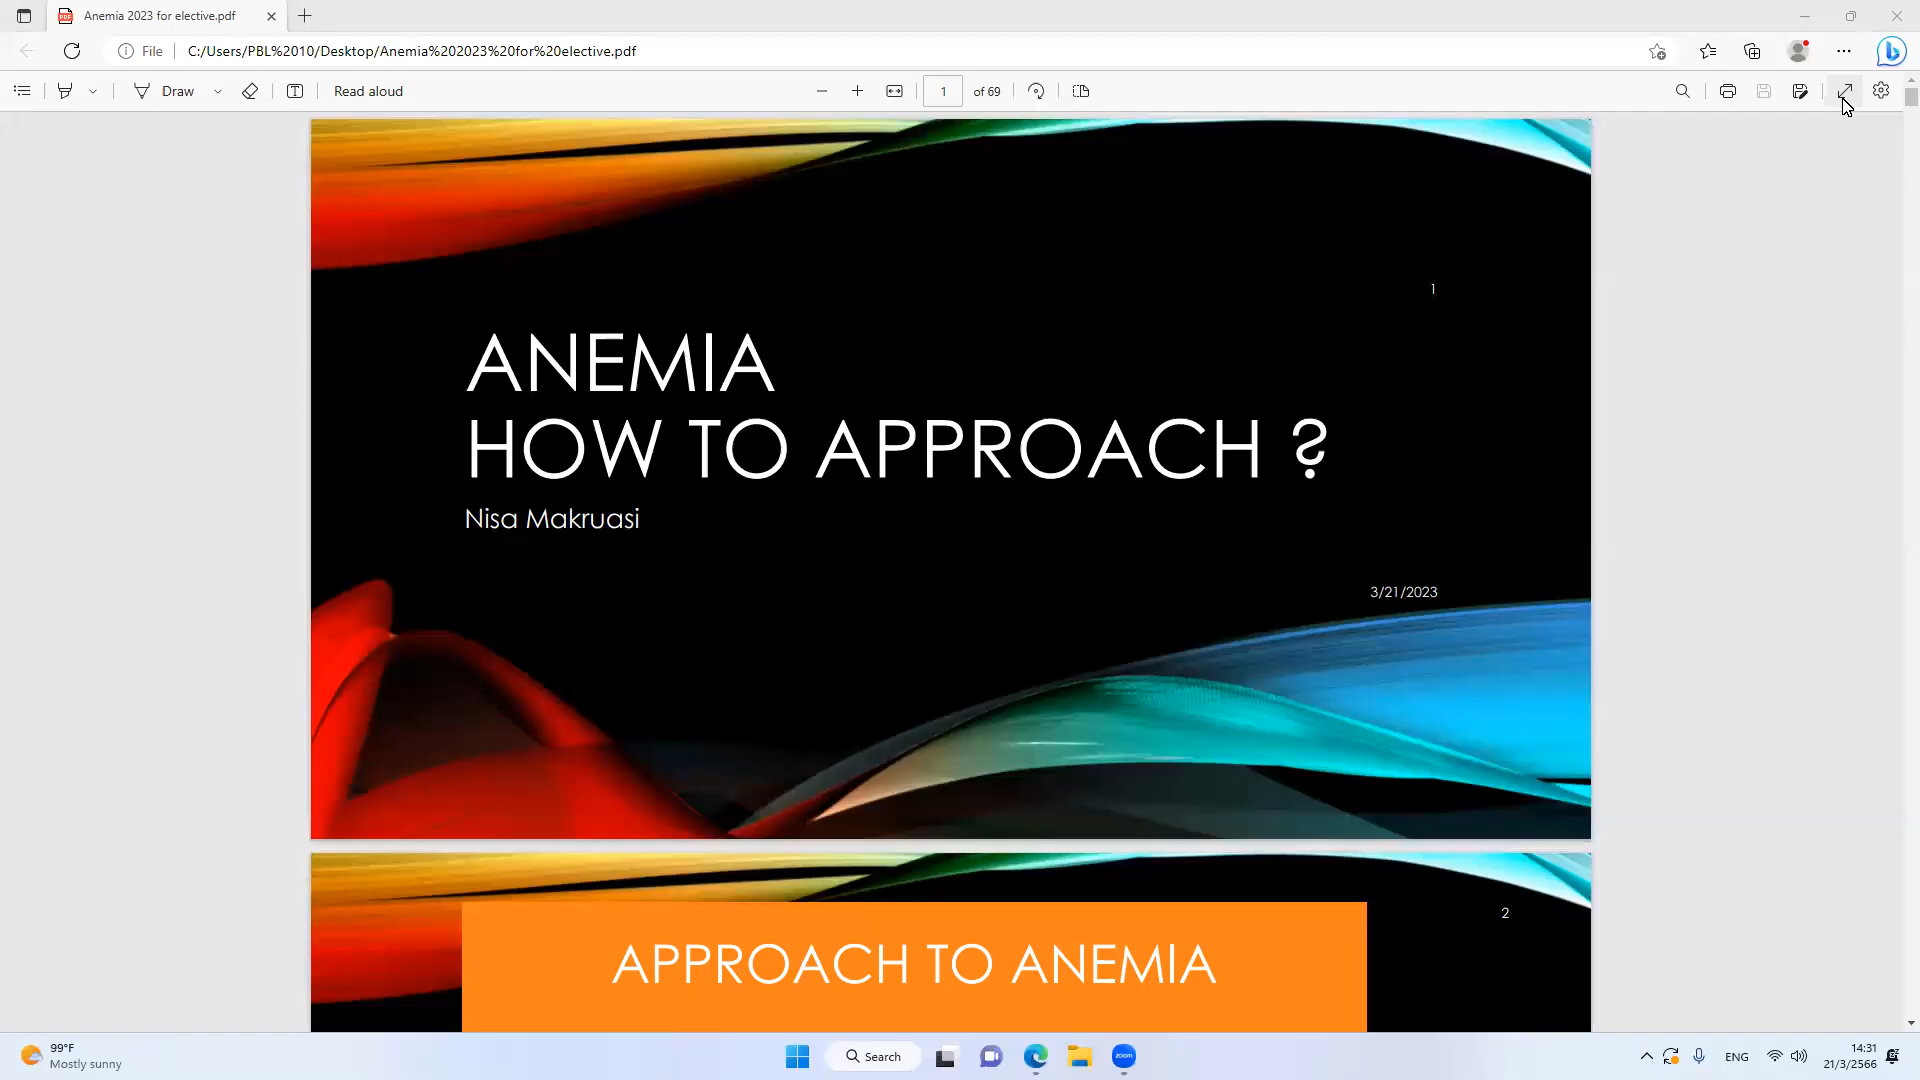 Anemia 2023 for elective.pdf
File
C:/Users/PBL%2010/Desktop/Anemia%202023%20for%20elective.pdf
Draw
Read aloud
1
of 69
1
ANEMIA
HOW TO APPROACH ?
Nisa Makruasi
3/21/2023
2
APPROACH TO ANEMIA
99°F
Mostly sunny
Search
zoom
ENG
14:31
21/3/2566